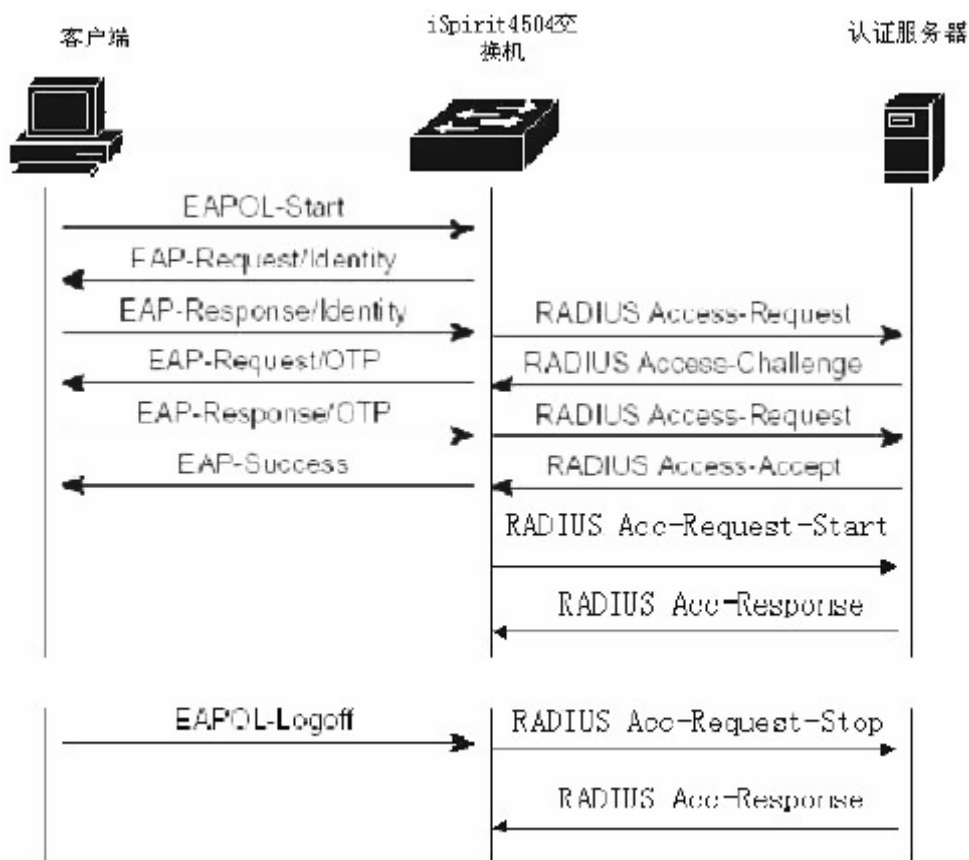 客户端
iSpirit4504交
换机
认证服务器
EAPOL-Start
EAP-Request/Identity
EAP-Response/Identity
RADIUS Access-Request
EAP-Request/OTP
RADIUS Access-Challenge
EAP-Response/OTP
RADIUS Access-Request
EAP-Success
RADIUS Access-Accept
RADIUS Acc-Request-Start
RADIUS Acc-Response
EAPOL-Logoff
RADIUS Acc-Request-Stop
RADIUS Acc-Response